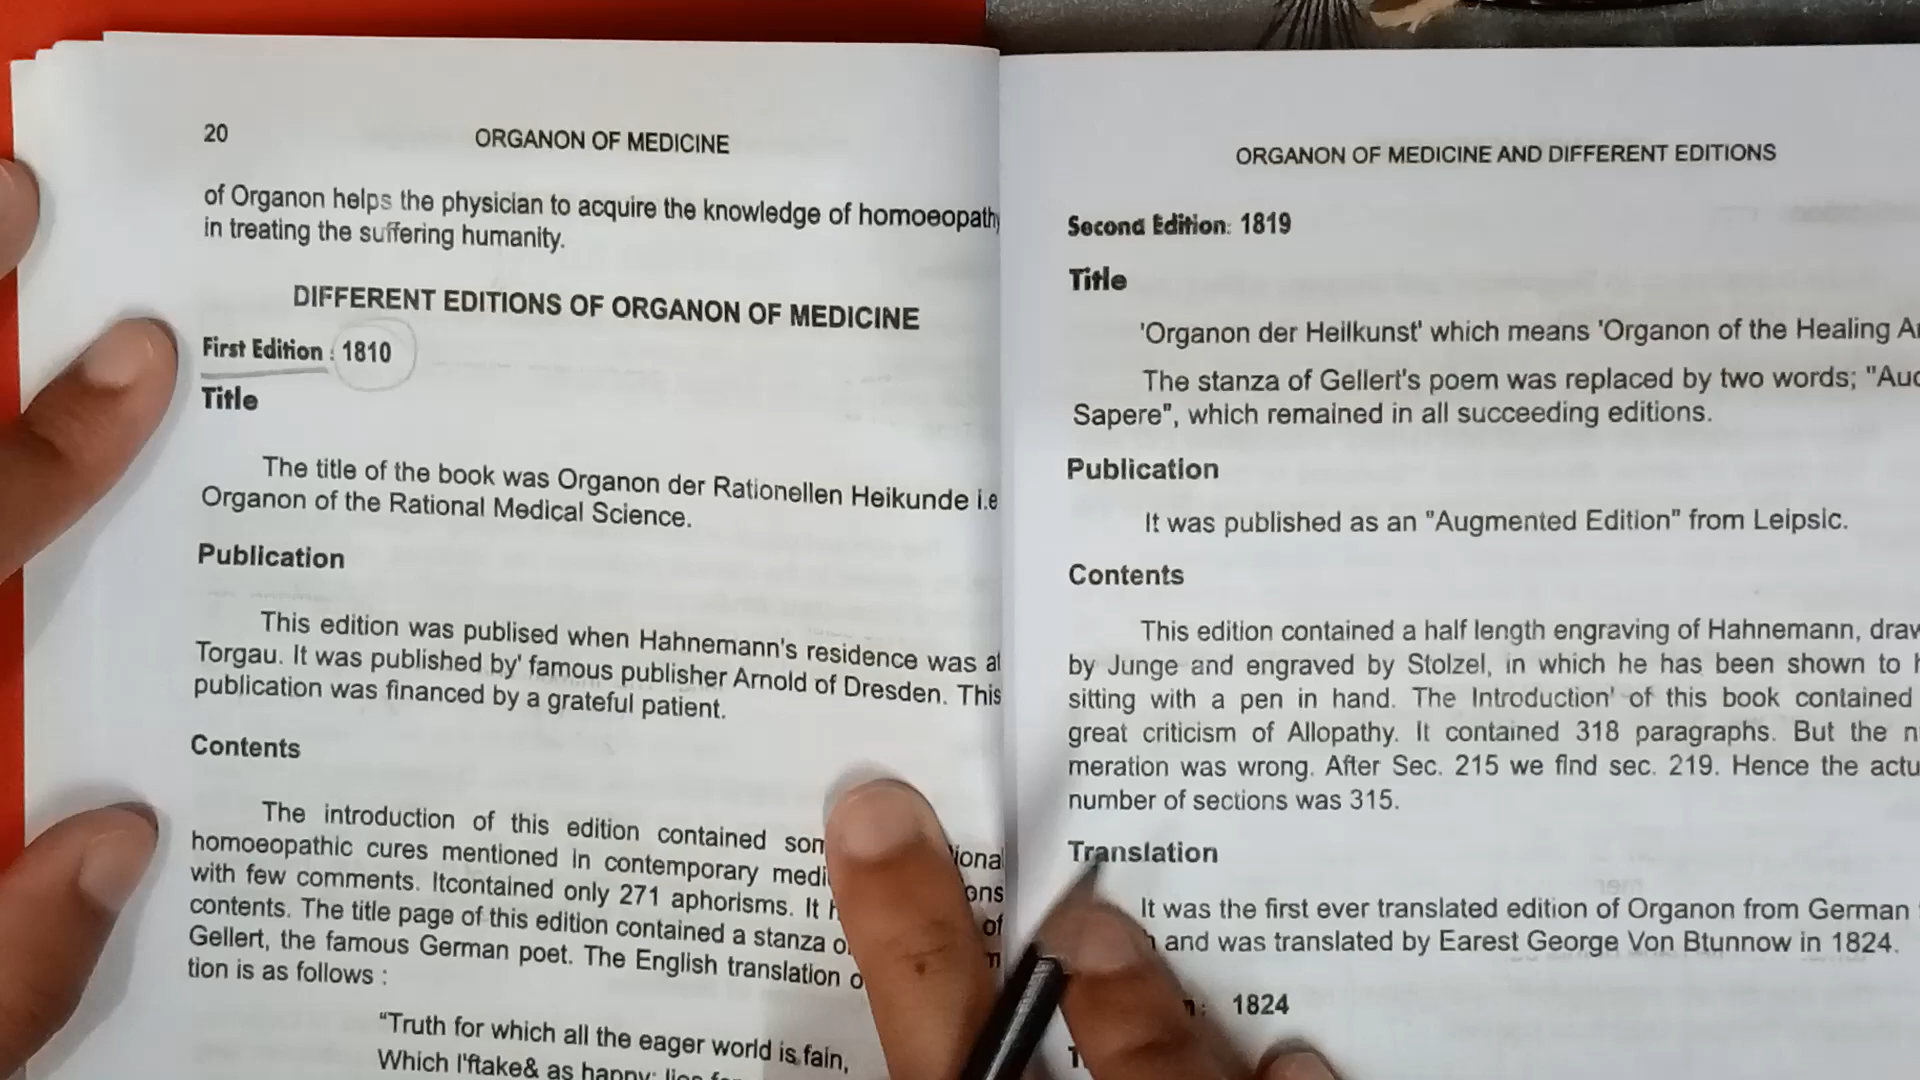 20
ORGANON OF MEDICINE
of Organon helps the physician to acquire the knowledge of homoeopathy
in treating the suffering humanity.
DIFFERENT EDITIONS OF ORGANON OF MEDICINE
First Edition : 1810
Title
The title of the book was Organon der Rationellen Heikunde i.e
Organon of the Rational Medical Science.
Publication
This edition was publised when Hahnemann's residence was at
Torgau. It was published by' famous publisher Arnold of Dresden. This
publication was financed by a grateful patient.
Contents
The introduction of this edition contained
homoeopathic cures mentioned in contemporary
with few comments. Itcontained only 271 aphorisms. It
contents. The title page of this edition contained a stanza of
Gellert, the famous German poet. The English translation
tion is as follows :
“Truth for which all the eager world is fain,
Which I'ftake& as happy;
ORGANON OF MEDICINE AND DIFFERENT EDITIONS
Second Edition: 1819
Title
'Organon der Heilkunst' which means 'Organon of the Healing
The stanza of Gellert's poem was replaced by two words;
Sapere", which remained in all succeeding editions.
Publication
It was published as an "Augmented Edition" from Leipsic.
Contents
This edition contained a half length engraving of Hahnemann,
by Junge and engraved by Stolzel, in which he has been shown to
sitting with a pen in hand. The Introduction' of this book contained
great criticism of Allopathy. It contained 318 paragraphs. But the
meration was wrong. After Sec. 215 we find sec. 219. Hence the
number of sections was 315.
Translation
It was the first ever translated edition of Organon from German
and was translated by Earest George Von Btunnow in 1824.
1824